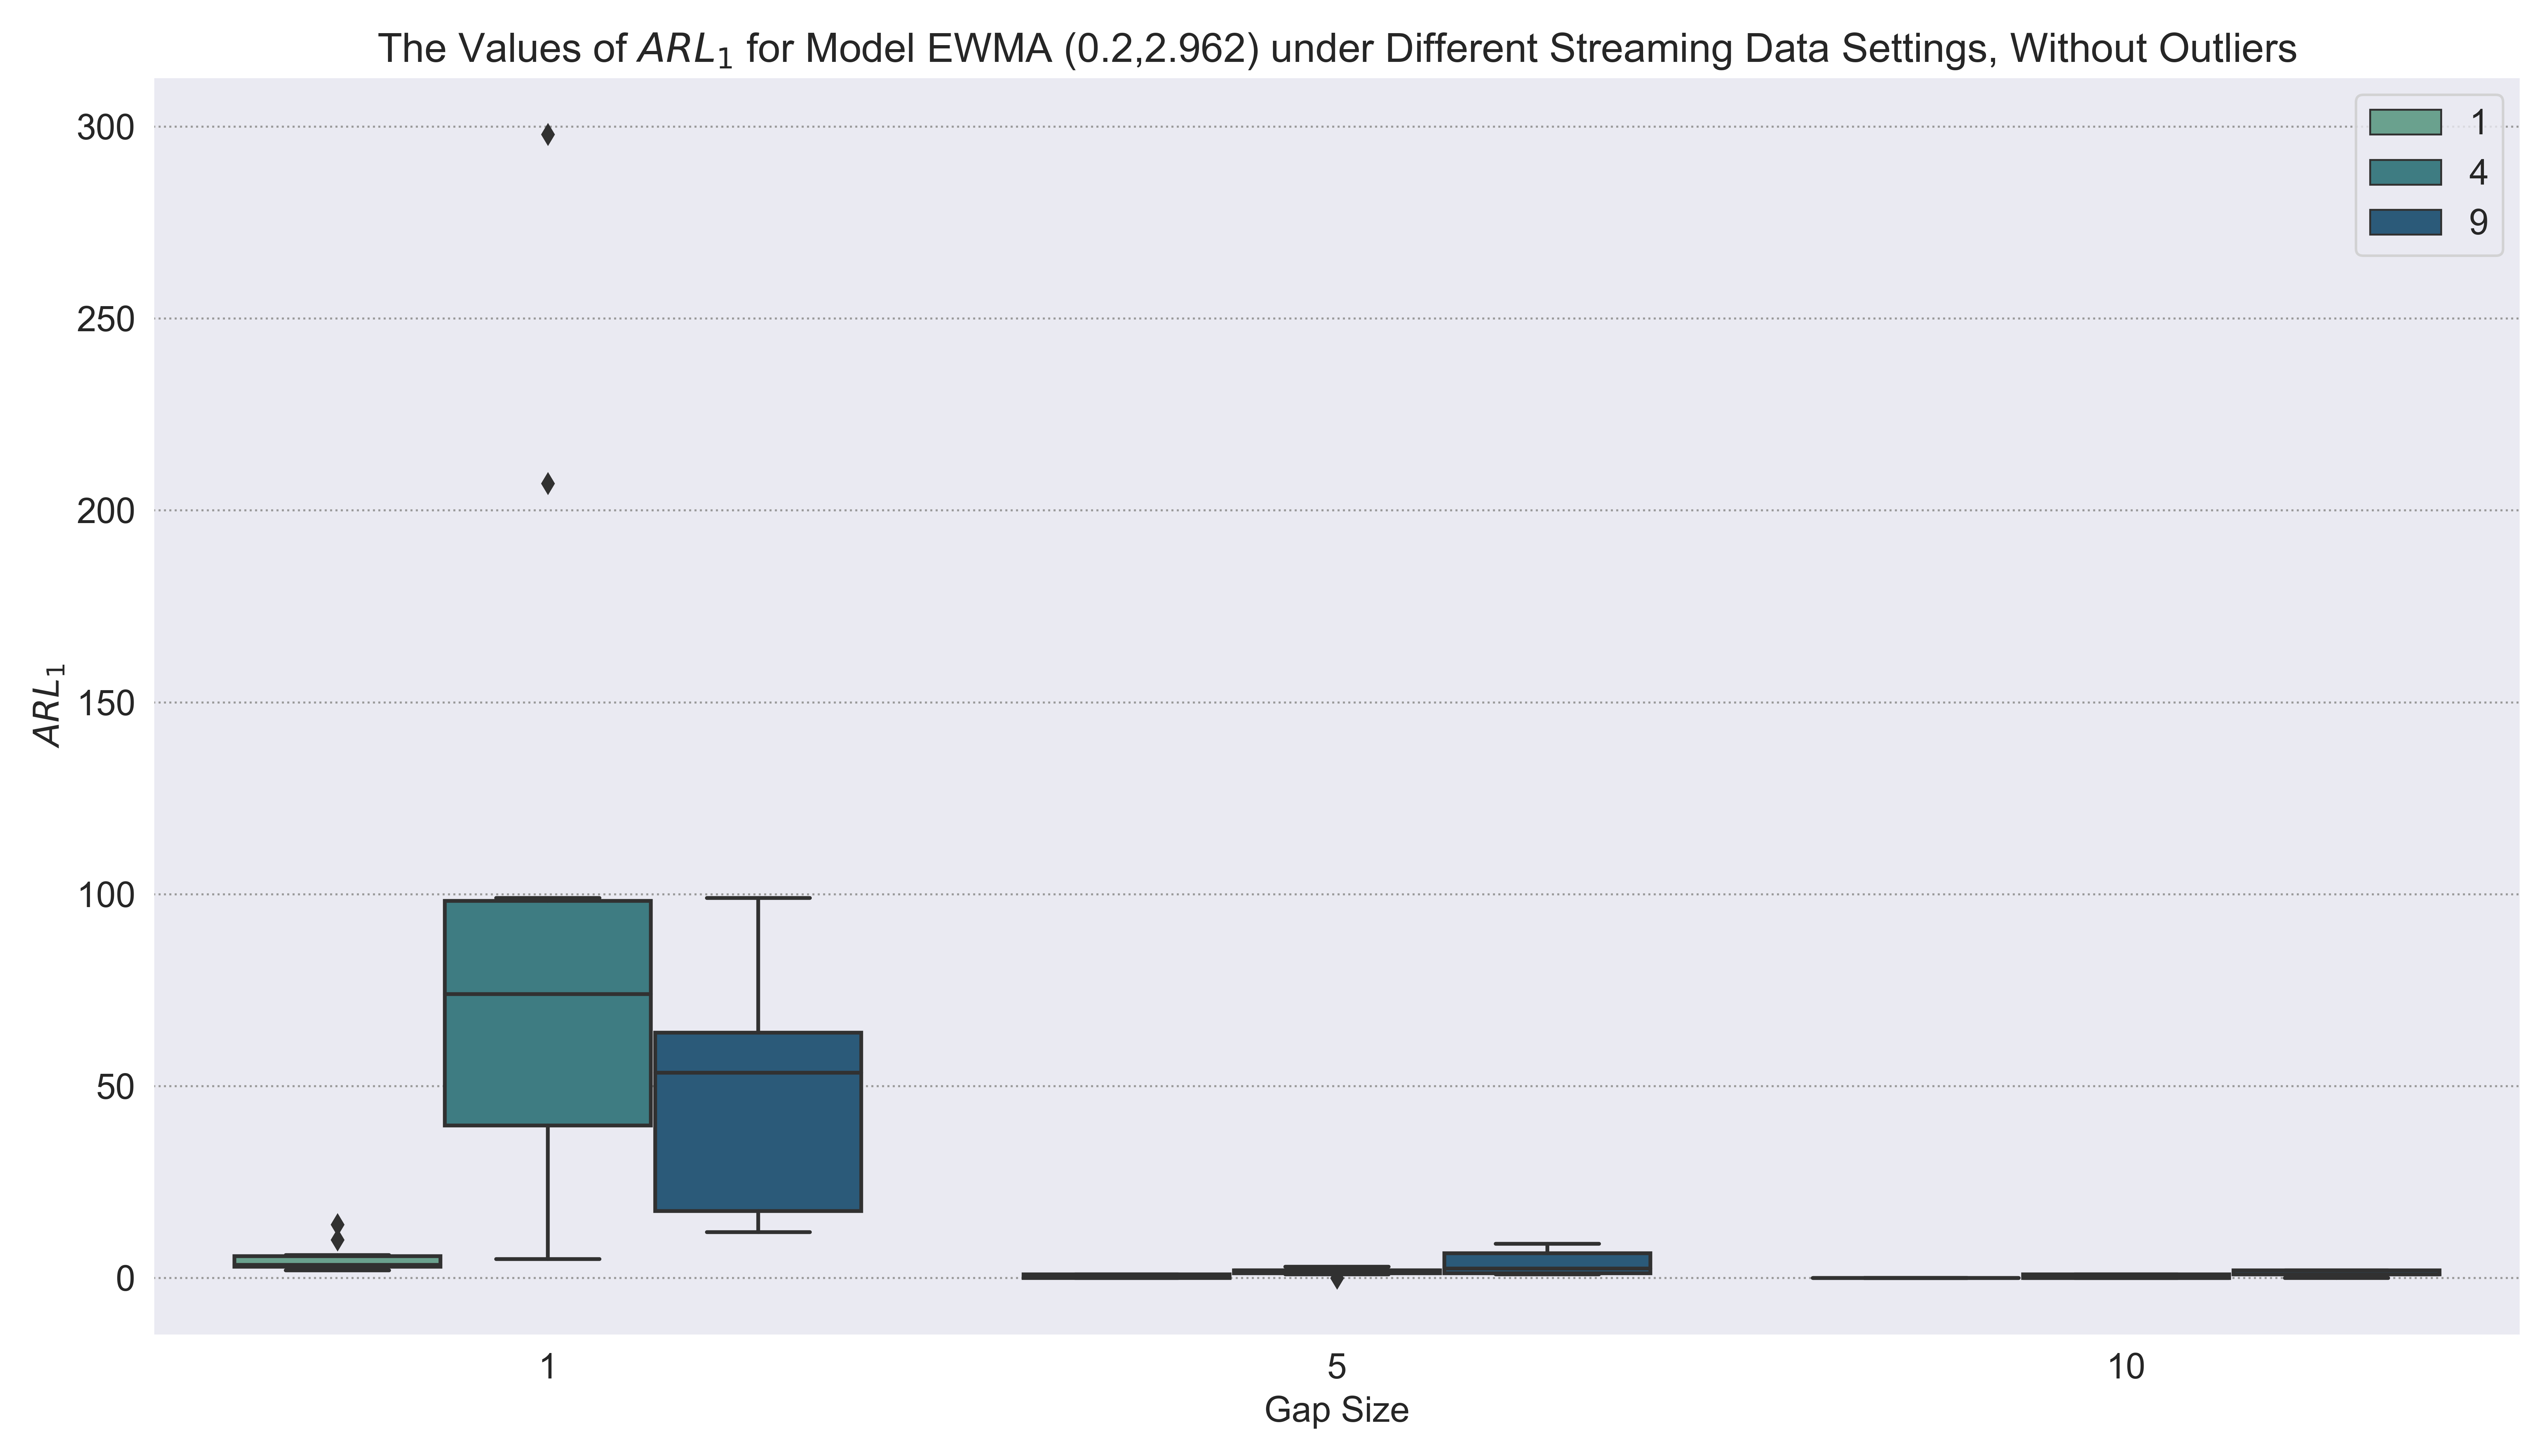 The Values of ARL₁ for Model EWMA (0.2,2.962) under Different Streaming Data Settings, Without Outliers
1
4
9
300
250
200
150
100
50
0
ARL₁
1 5 10
Gap Size